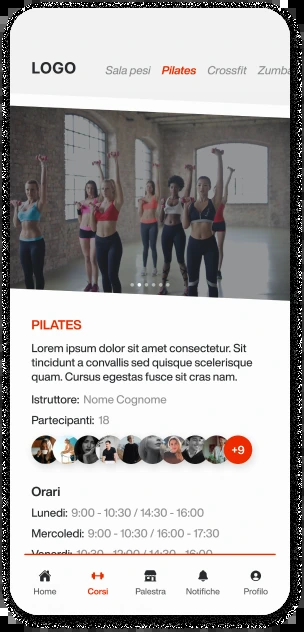 LOGO Sala pesi Pilates Crossfit Zumba
PILATES
Lorem ipsum dolor sit amet consectetur. Sit
tincidunt a convallis sed quisque scelerisque
quam. Cursus egestas fusce sit cras nam.
Istruttore: Nome Cognome
Partecipanti: 18
+9
Orari
Lunedi: 9:00 - 10:30 / 14:30 - 16:00
Mercoledi: 9:00 - 10:30 / 16:00 - 17:30
Venerdi: 10:30 - 12:00 / 14:30 - 16:00
Home Corsi Palestra Notifiche Profilo